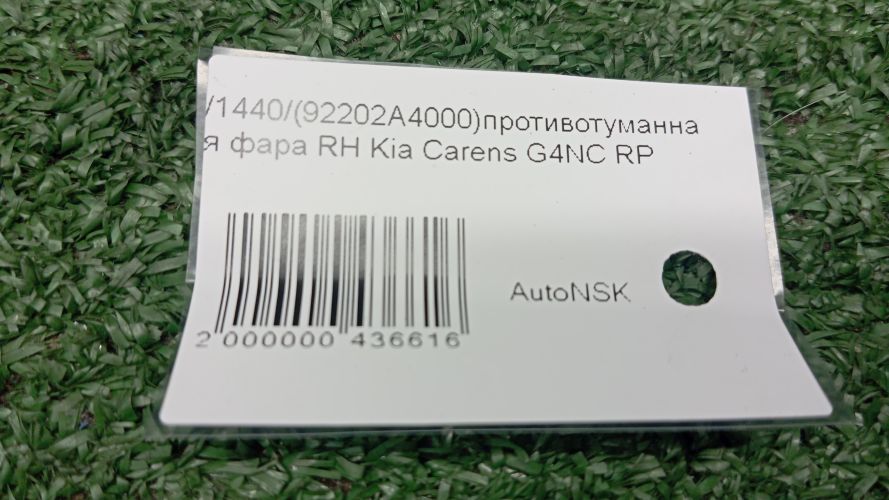 /1440/(92202A4000)противотуманна
я фара RH Kia Carens G4NC RP
AutoNSK
2 000000 436616